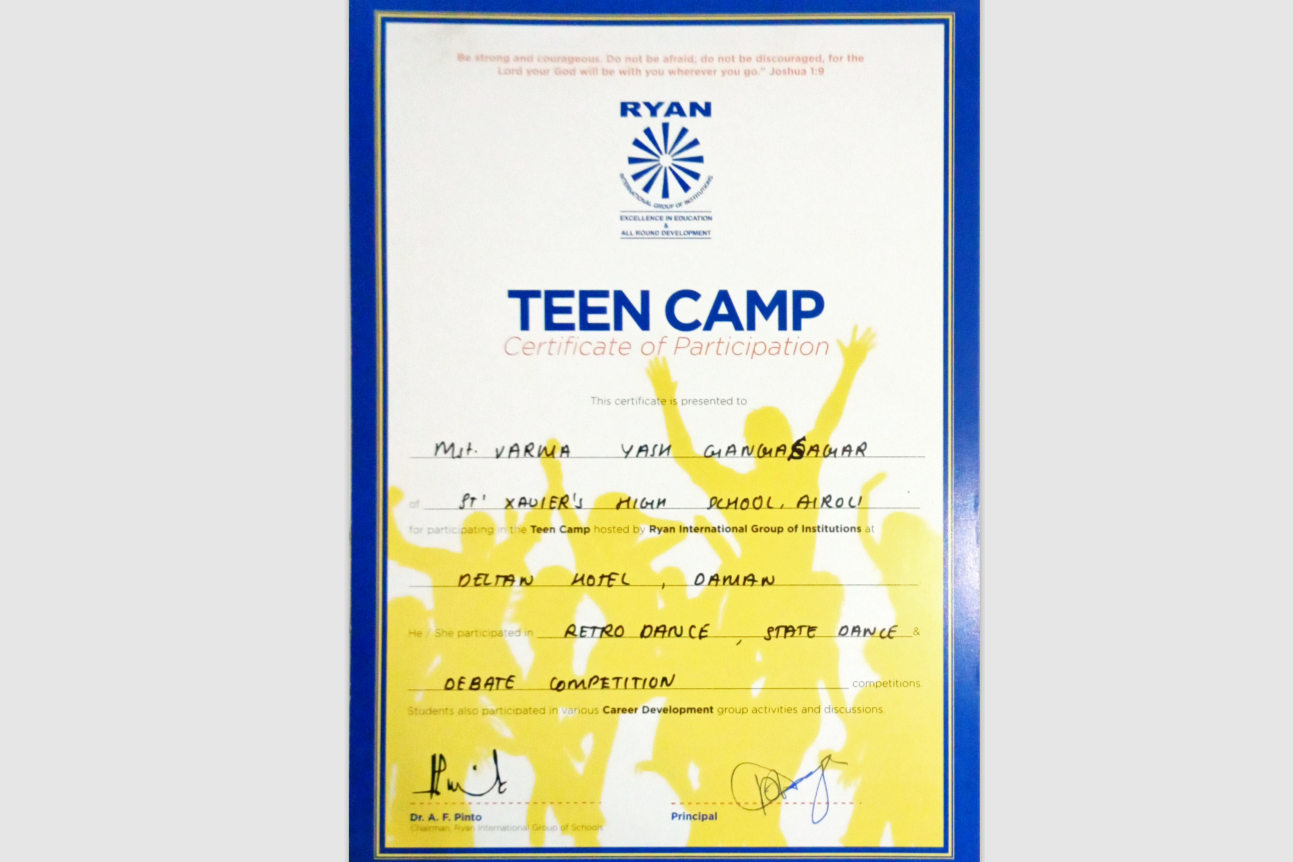 Be strong and courageous. Do not be afraid; do not be discouraged, for the
Lord your God will be with you wherever you go." Joshua 1:9
RYAN
INTERNATIONAL GROUP OF INSTITUTIONS
EXCELLENCE IN EDUCATION
&
ALL ROUND DEVELOPMENT
TEEN CAMP
Certificate of Participation
This certificate is presented to
Mst. VARMA YASH GANGASAGAR
of ST' XAVIER'S HIGH SCHOOL, AIROLI
for participating in the Teen Camp hosted by Ryan International Group of Institutions at
DELTAN HOTEL, DAMAN
He / She participated in RETRO DANCE, STATE DANCE &
DEBATE COMPETITION competitions
Students also participated in various Career Development group activities and discussions.
Dr. A. F. Pinto Principal
Chairman, Ryan International Group of Schools